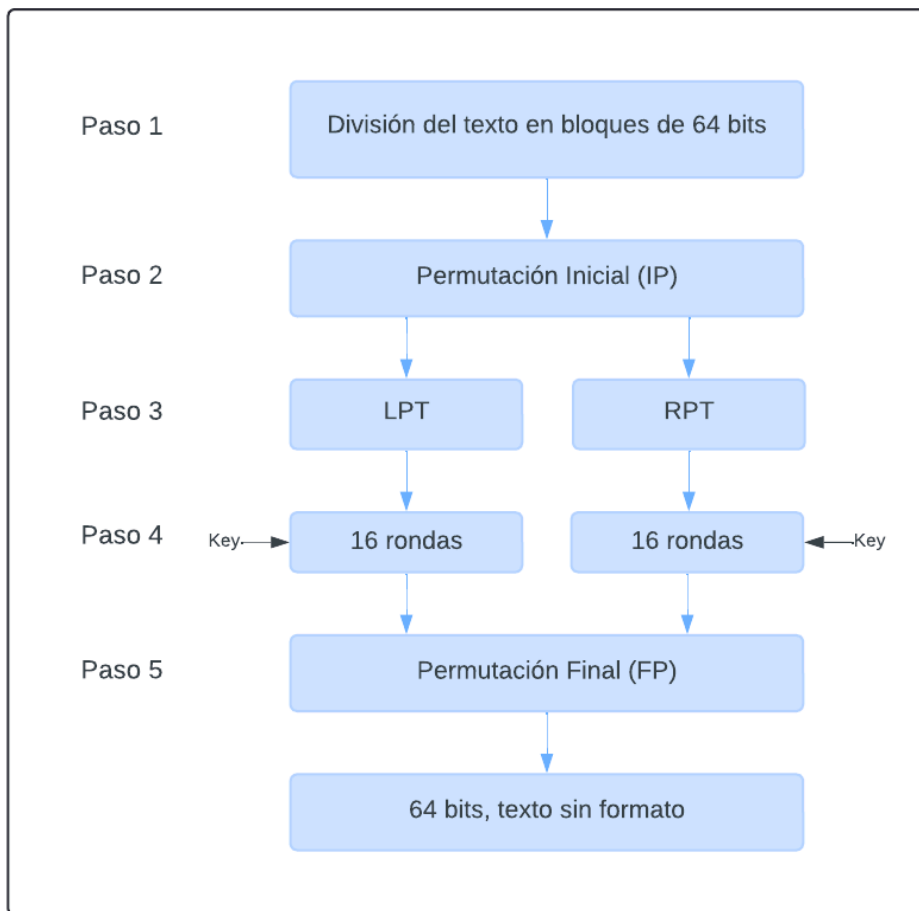 Paso 1
División del texto en bloques de 64 bits
Paso 2
Permutación Inicial (IP)
Paso 3
LPT
RPT
Paso 4
Key
16 rondas
16 rondas
Key
Paso 5
Permutación Final (FP)
64 bits, texto sin formato